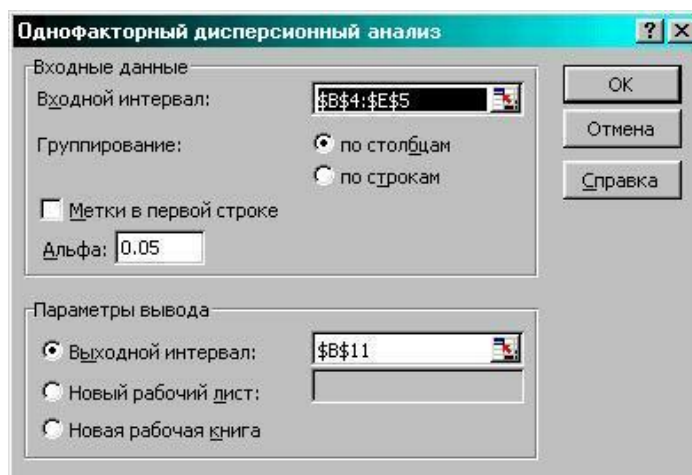 Однофакторный дисперсионный анализ
Входные данные
Входной интервал: $B$4:$E$5
Группирование: по столбцам
по строкам
Метки в первой строке
Альфа: 0.05
OK
Отмена
Справка
Параметры вывода
Выходной интервал: $B$11
Новый рабочий лист:
Новая рабочая книга